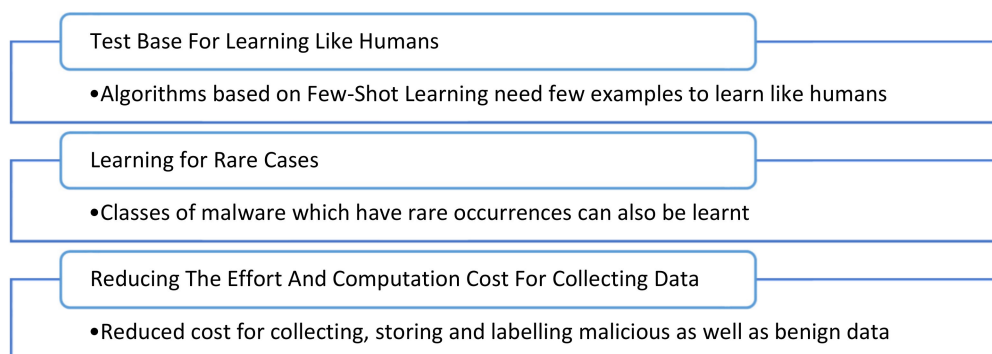 Test Base For Learning Like Humans
•Algorithms based on Few-Shot Learning need few examples to learn like humans
Learning for Rare Cases
•Classes of malware which have rare occurrences can also be learnt
Reducing The Effort And Computation Cost For Collecting Data
•Reduced cost for collecting, storing and labelling malicious as well as benign data